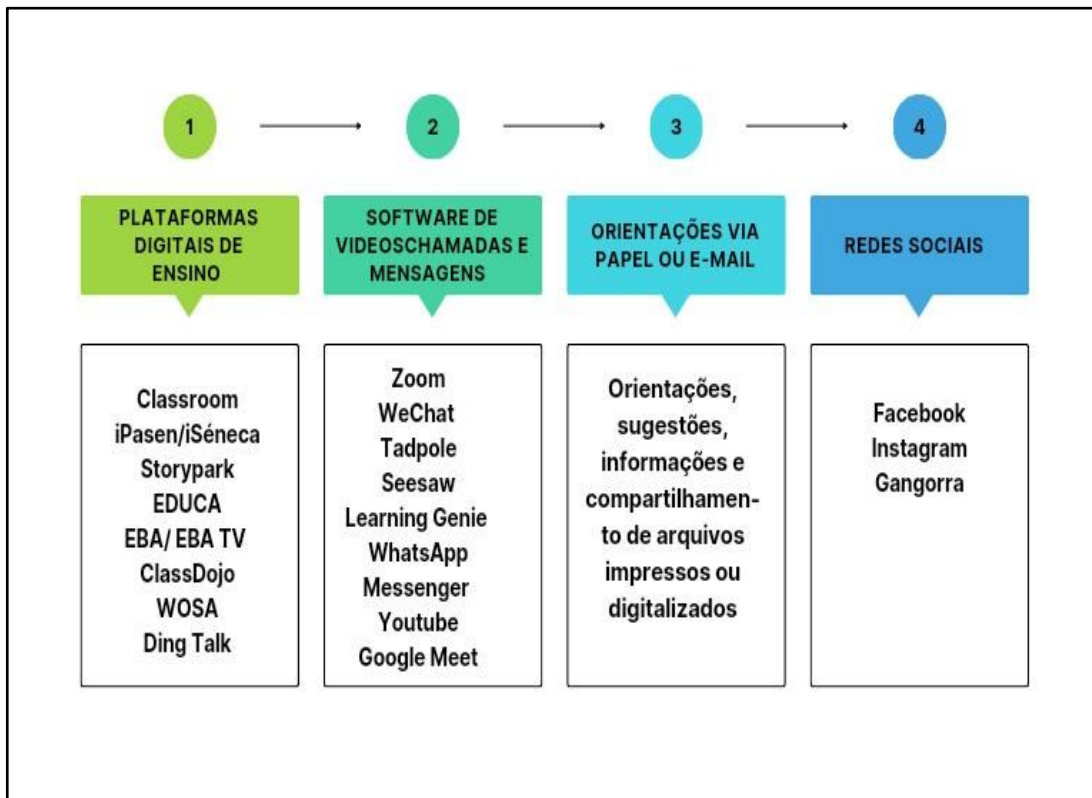 1
2
3
4
PLATAFORMAS
DIGITAIS DE
ENSINO
SOFTWARE DE
VIDEOSCHAMADAS E
MENSAGENS
ORIENTAÇÕES VIA
PAPEL OU E-MAIL
REDES SOCIAIS
Classroom
iPasen/iSéneca
Storypark
EDUCA
EBA/ EBA TV
ClassDojo
WOSA
Ding Talk
Zoom
WeChat
Tadpole
Seesaw
Learning Genie
WhatsApp
Messenger
Youtube
Google Meet
Orientações,
sugestões,
informações e
compartilhamen-
to de arquivos
impressos ou
digitalizados
Facebook
Instagram
Gangorra